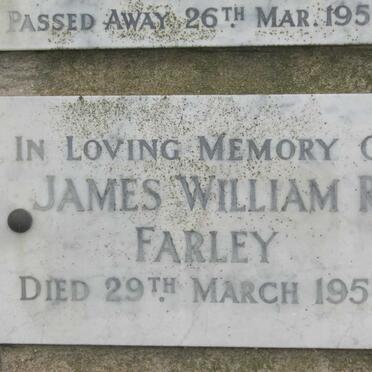 PASSED AWAY 26TH MAR. 195
IN LOVING MEMORY
JAMES WILLIAM R
FARLEY
DIED 29TH MARCH 195